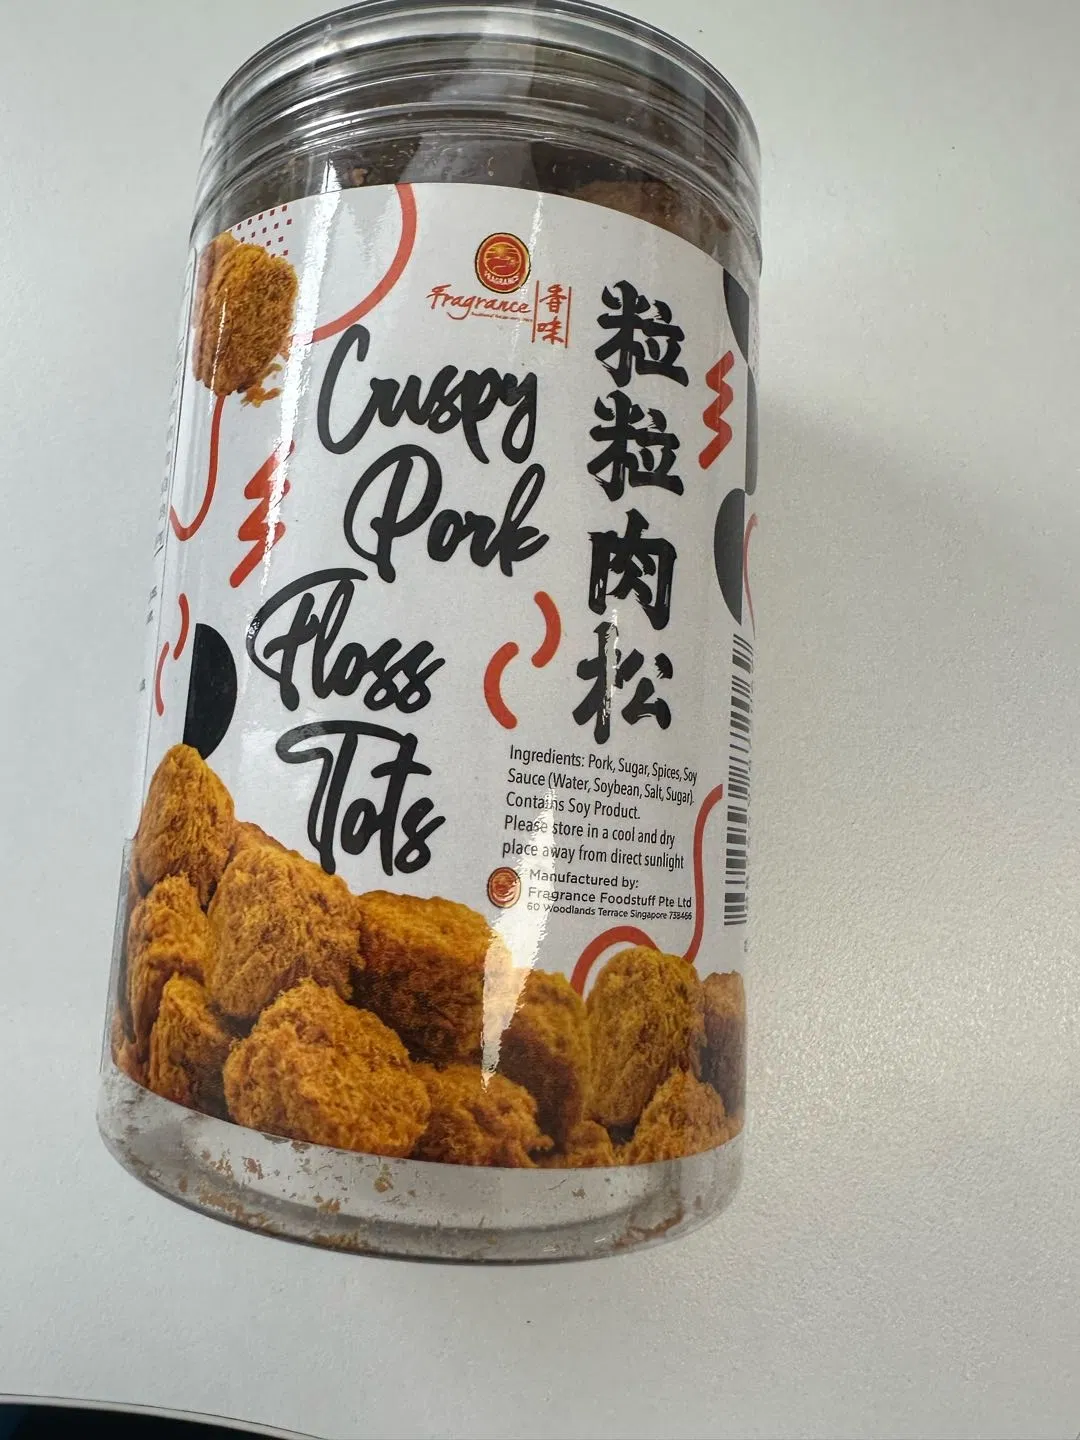 FRAGRANCE
Fragrance
香味
Crispy
Pork
Floss
Tots
粒粒肉松
Ingredients: Pork, Sugar, Spices, Soy
Sauce (Water, Soybean, Salt, Sugar).
Contains Soy Product.
Please store in a cool and dry
place away from direct sunlight
Manufactured by:
Fragrance Foodstuff Pte Ltd
60 Woodlands Terrace Singapore 738466